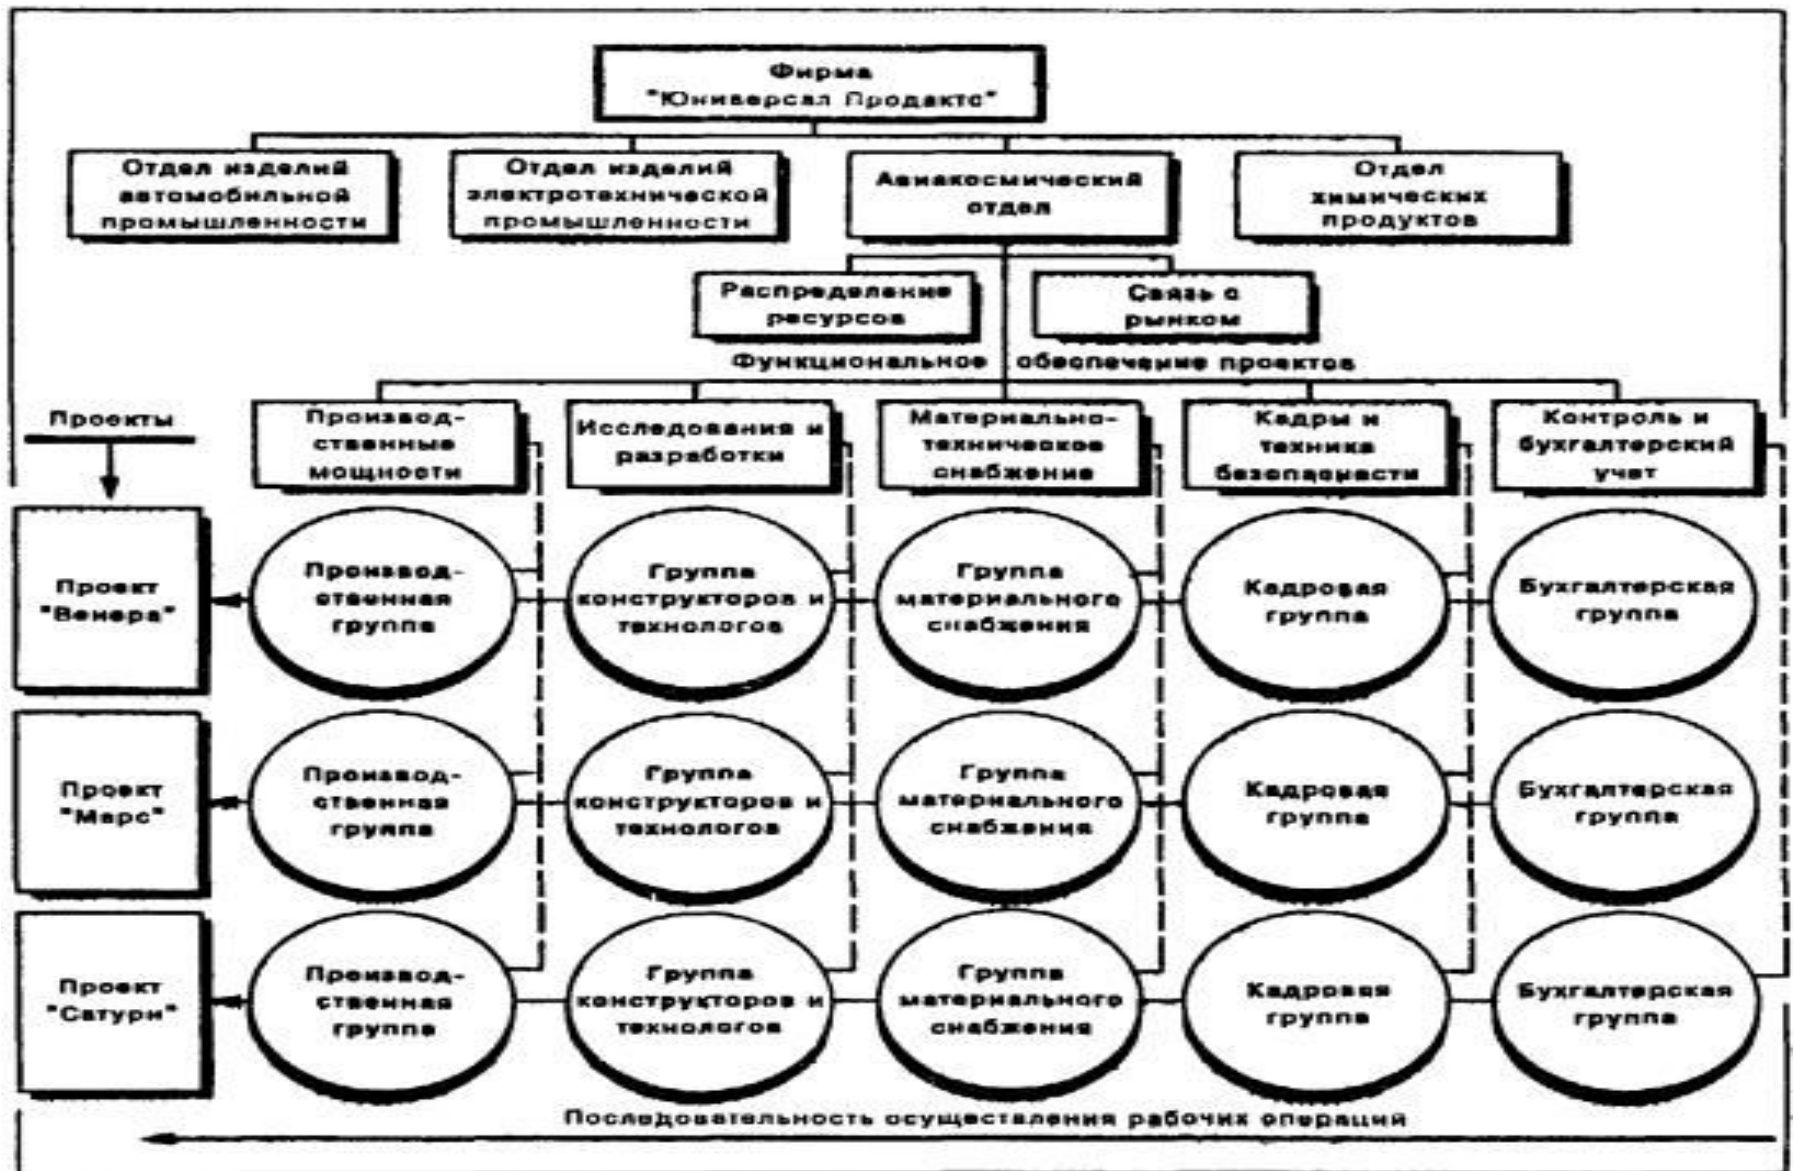 Фирма
"Юниверсал Продактс"
Отдел изделий
автомобильной
промышленности
Отдел изделий
электротехнической
промышленности
Авиакосмический
отдел
Отдел
химических
продуктов
Распределение
ресурсов
Связь с
рынком
Функциональное обеспечение проектов
Проекты
Производ-
ственные
мощности
Исследования и
разработки
Материально-
техническое
снабжение
Кадры и
техника
безопасности
Контроль и
бухгалтерский
учет
Проект
"Венера"
Производ-
ственная
группа
Группа
конструкторов и
технологов
Группа
материального
снабжения
Кадровая
группа
Бухгалтерская
группа
Проект
"Марс"
Производ-
ственная
группа
Группа
конструкторов и
технологов
Группа
материального
снабжения
Кадровая
группа
Бухгалтерская
группа
Проект
"Сатурн"
Производ-
ственная
группа
Группа
конструкторов и
технологов
Группа
материального
снабжения
Кадровая
группа
Бухгалтерская
группа
Последовательность осуществления рабочих операций